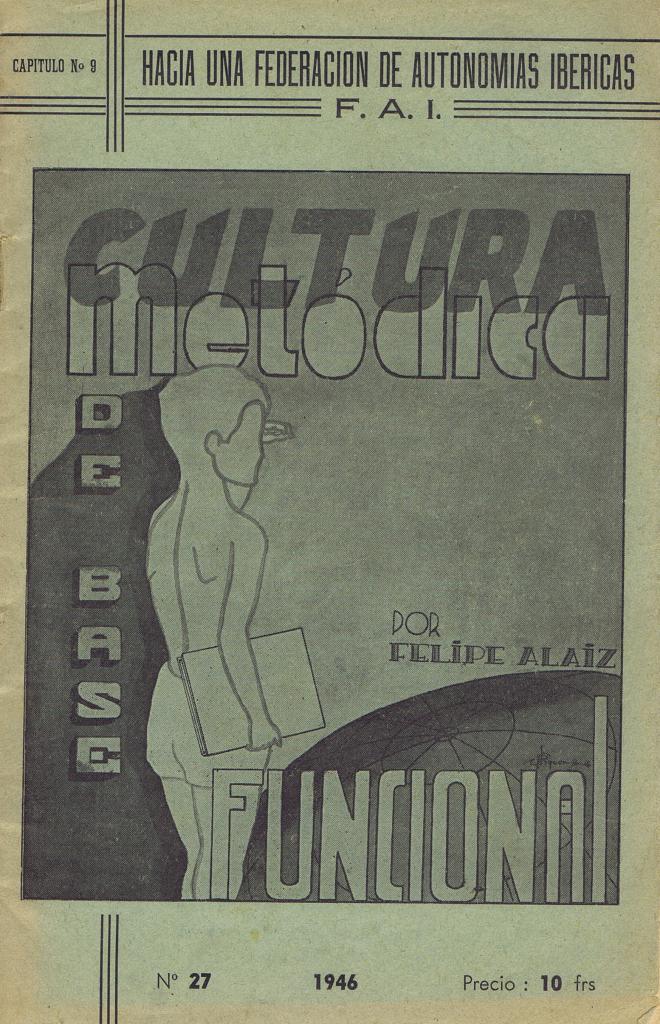 CAPITULO Nº 9
HACIA UNA FEDERACION DE AUTONOMIAS IBERICAS
F. A. I.
CULTURA
metódica
DE BASE
POR
FELIPE ALAIZ
FUNCIONAL
Nº 27 1946 Precio : 10 frs